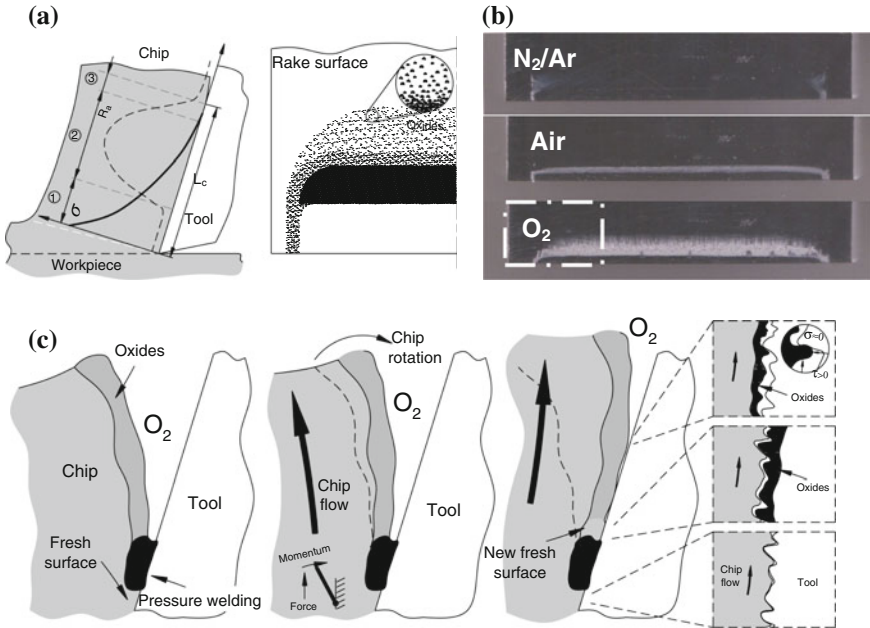 (a)
Chip
③
Rₐ
②
L꜀
①
σ
Tool
Workpiece
Rake surface
Oxides
(b)
N₂/Ar
Air
O₂
(c)
Oxides
O₂
Chip
Tool
Fresh
surface
Pressure welding
Chip
rotation
O₂
Chip
flow
Tool
Momentum
Force
O₂
Tool
New fresh
surface
σ≈0
τ>0
Oxides
Oxides
Chip
flow
Tool